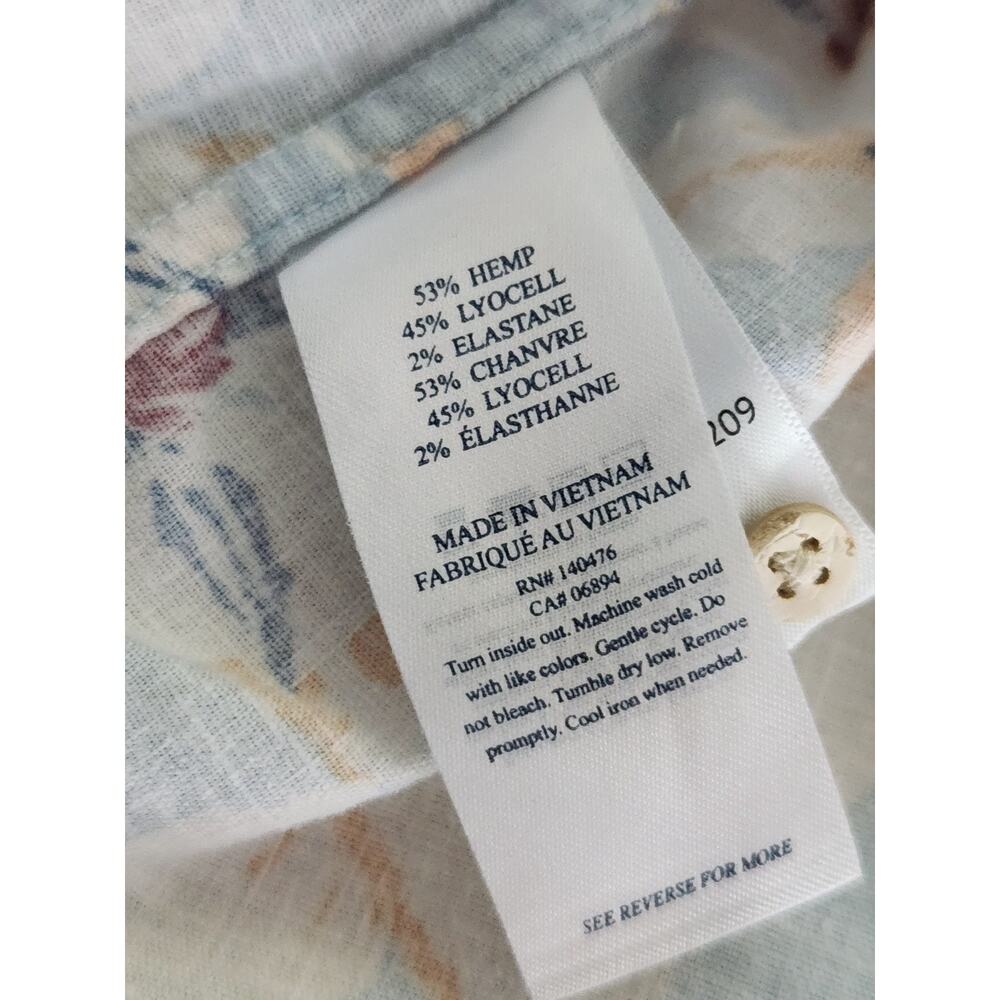 53% HEMP
45% LYOCELL
2% ELASTANE
53% CHANVRE
45% LYOCELL
2% ÉLASTHANNE
MADE IN VIETNAM
FABRIQUÉ AU VIETNAM
RN# 140476
CA# 06894
Turn inside out. Machine wash cold
with like colors. Gentle cycle. Do
not bleach. Tumble dry low. Remove
promptly. Cool iron when needed.
SEE REVERSE FOR MORE
209